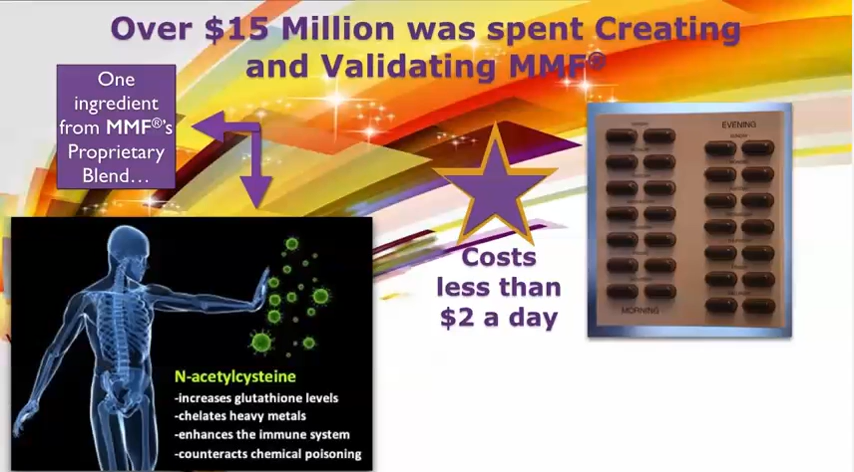 Over $15 Million was spent Creating
and Validating MMF®
One
ingredient
from MMF®'s
Proprietary
Blend...
Costs
less than
$2 a day
EVENING
MORNING
N-acetylcysteine
-increases glutathione levels
-chelates heavy metals
-enhances the immune system
-counteracts chemical poisoning